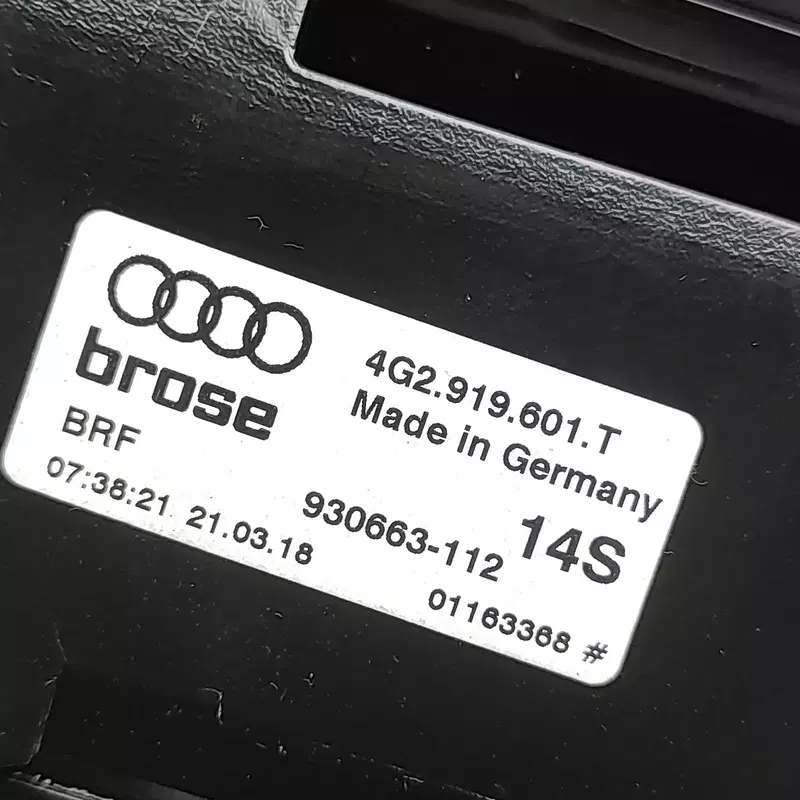 brose
4G2.919.601.T
Made in Germany
BRF
07:38:21 21.03.18
930663-112 14S
01163368 #